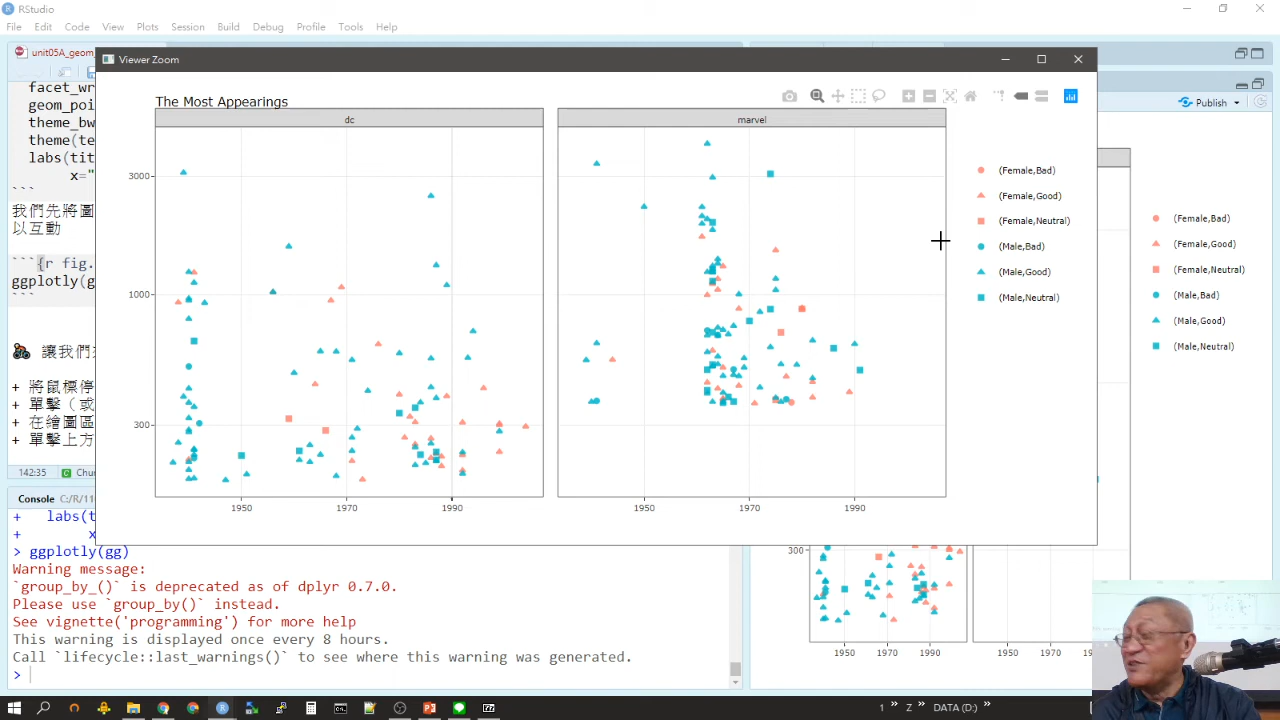 RStudio
File Edit Code View Plots Session Build Debug Profile Tools Help
unit05A_geom_
Viewer Zoom
Publish
facet_wr
geom_poi
theme_bw
theme(te
labs(tit
x="
```
我們先將圖
以互動
```{r fig.
ggplotly(g
```
+ 將鼠標停
+ 單擊（或
+ 在繪圖區
+ 單擊上方
142:35
The Most Appearings
dc
marvel
3000
1000
300
1950 1970 1990
1950 1970 1990
(Female,Bad)
(Female,Good)
(Female,Neutral)
(Male,Bad)
(Male,Good)
(Male,Neutral)
(Female,Bad)
(Female,Good)
(Female,Neutral)
(Male,Bad)
(Male,Good)
(Male,Neutral)
300
1950 1970 1990
1950 1970
Console C:/R/11
+ labs(ti
+ x
> ggplotly(gg)
Warning message:
`group_by_()` is deprecated as of dplyr 0.7.0.
Please use `group_by()` instead.
See vignette('programming') for more help
This warning is displayed once every 8 hours.
Call `lifecycle::last_warnings()` to see where this warning was generated.
>
1 » Z » DATA (D:) »